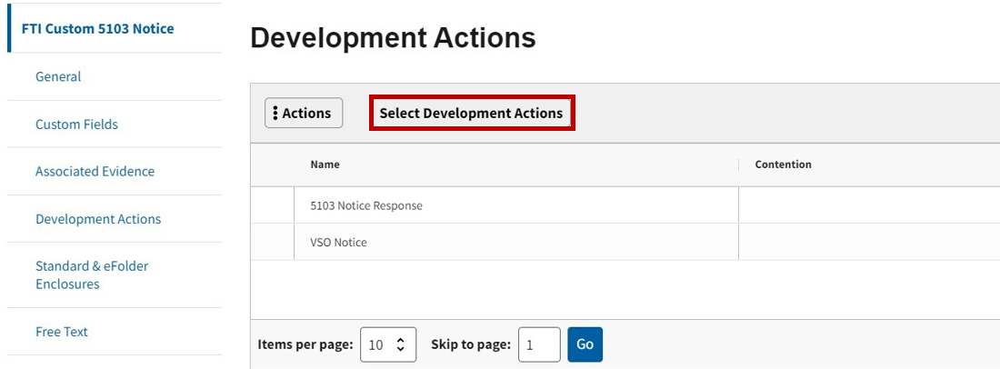 FTI Custom 5103 Notice
General
Custom Fields
Associated Evidence
Development Actions
Standard & eFolder
Enclosures
Free Text
Development Actions
Actions
Select Development Actions
Name
Contention
5103 Notice Response
VSO Notice
Items per page: 10 Skip to page: 1 Go